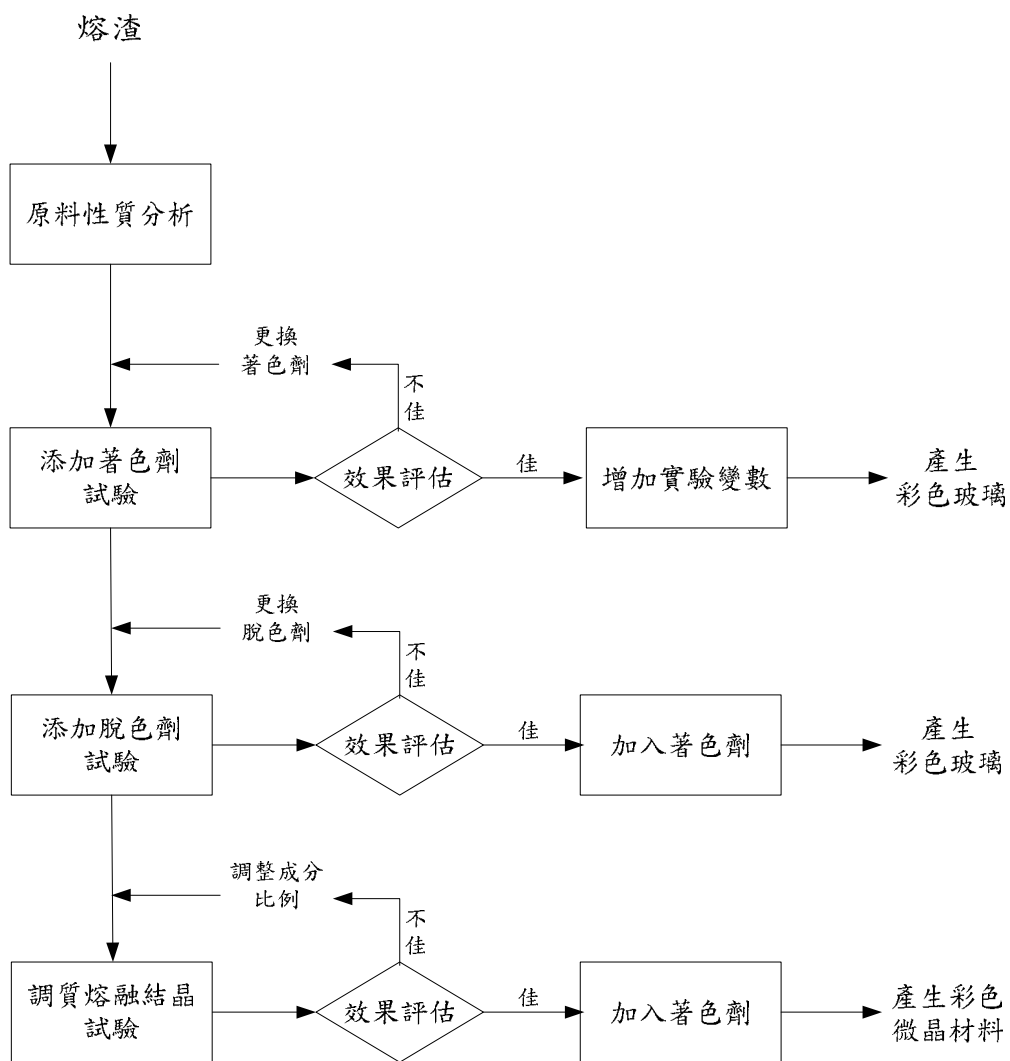 熔渣
原料性質分析
更換
著色劑
不
佳
添加著色劑
試驗
效果評估
佳
增加實驗變數
產生
彩色玻璃
更換
脫色劑
不
佳
添加脫色劑
試驗
效果評估
佳
加入著色劑
產生
彩色玻璃
調整成分
比例
不
佳
調質熔融結晶
試驗
效果評估
佳
加入著色劑
產生彩色
微晶材料